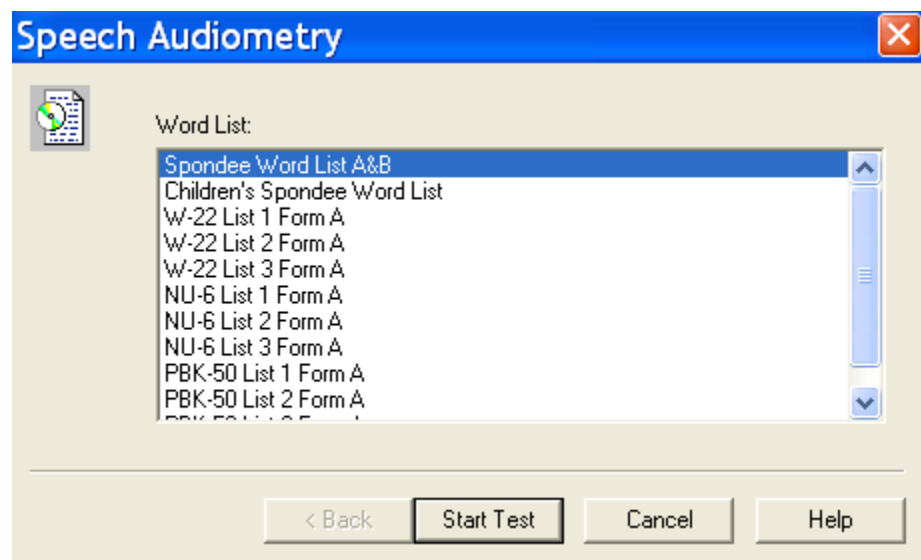 Speech Audiometry
Word List:
Spondee Word List A&B
Children's Spondee Word List
W-22 List 1 Form A
W-22 List 2 Form A
W-22 List 3 Form A
NU-6 List 1 Form A
NU-6 List 2 Form A
NU-6 List 3 Form A
PBK-50 List 1 Form A
PBK-50 List 2 Form A
< Back Start Test Cancel Help